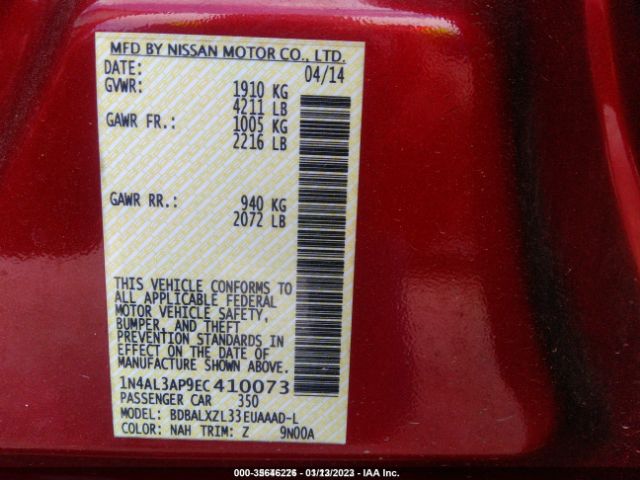 MFD BY NISSAN MOTOR CO., LTD.
DATE: 04/14
GVWR: 1910 KG
4211 LB
GAWR FR.: 1005 KG
2216 LB
GAWR RR.: 940 KG
2072 LB
THIS VEHICLE CONFORMS TO
ALL APPLICABLE FEDERAL
MOTOR VEHICLE SAFETY,
BUMPER, AND THEFT
PREVENTION STANDARDS IN
EFFECT ON THE DATE OF
MANUFACTURE SHOWN ABOVE.
1N4AL3AP9EC410073
PASSENGER CAR 350
MODEL: BDBALXZL33EUAAAD-L
COLOR: NAH TRIM: Z 9N00A
- IAA Inc.